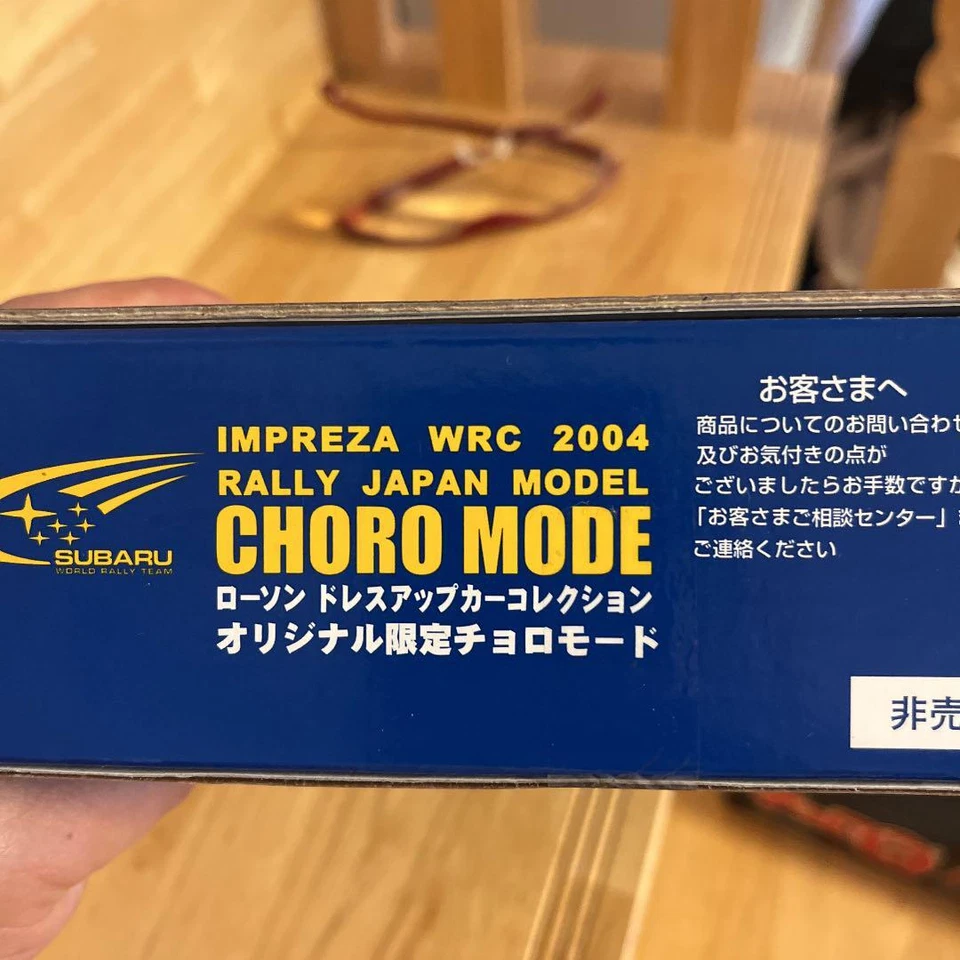 SUBARU
WORLD RALLY TEAM
IMPREZA WRC 2004
RALLY JAPAN MODEL
CHORO MODE
ローソン ドレスアップカーコレクション
オリジナル限定チョロモード
お客さまへ
商品についてのお問い合わせ
及びお気付きの点が
ございましたらお手数ですが
「お客さまご相談センター」
ご連絡ください
非売